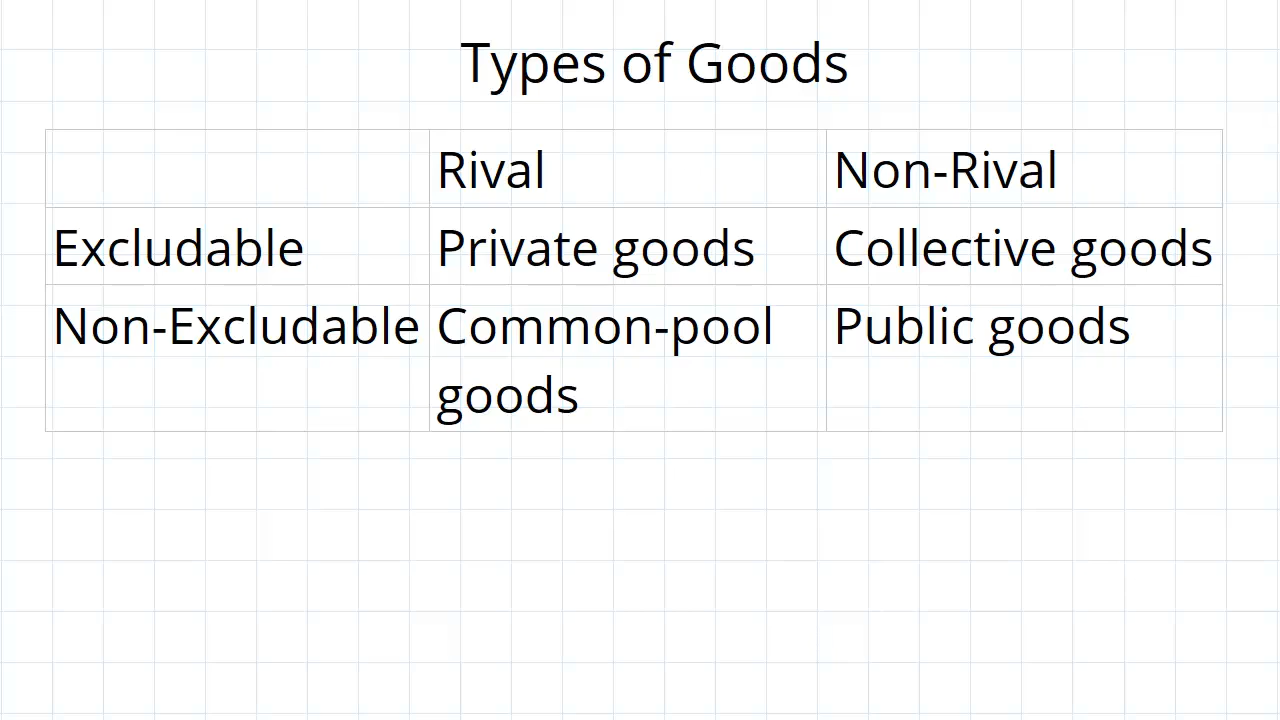 Types of Goods
Rival Non-Rival
Excludable Private goods Collective goods
Non-Excludable Common-pool Public goods
goods